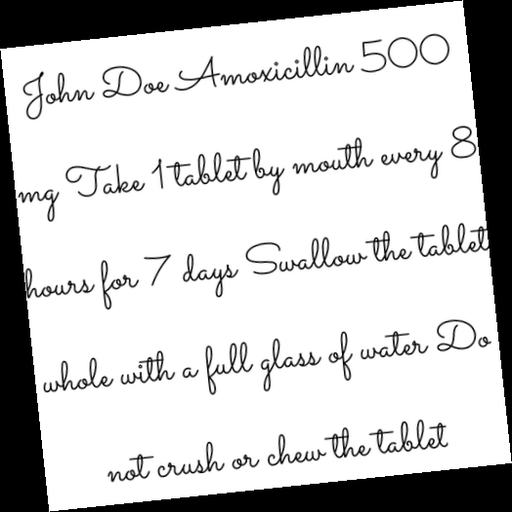 John Doe Amoxicillin 500
mg Take 1 tablet by mouth every 8
hours for 7 days Swallow the tablet
whole with a full glass of water Do
not crush or chew the tablet